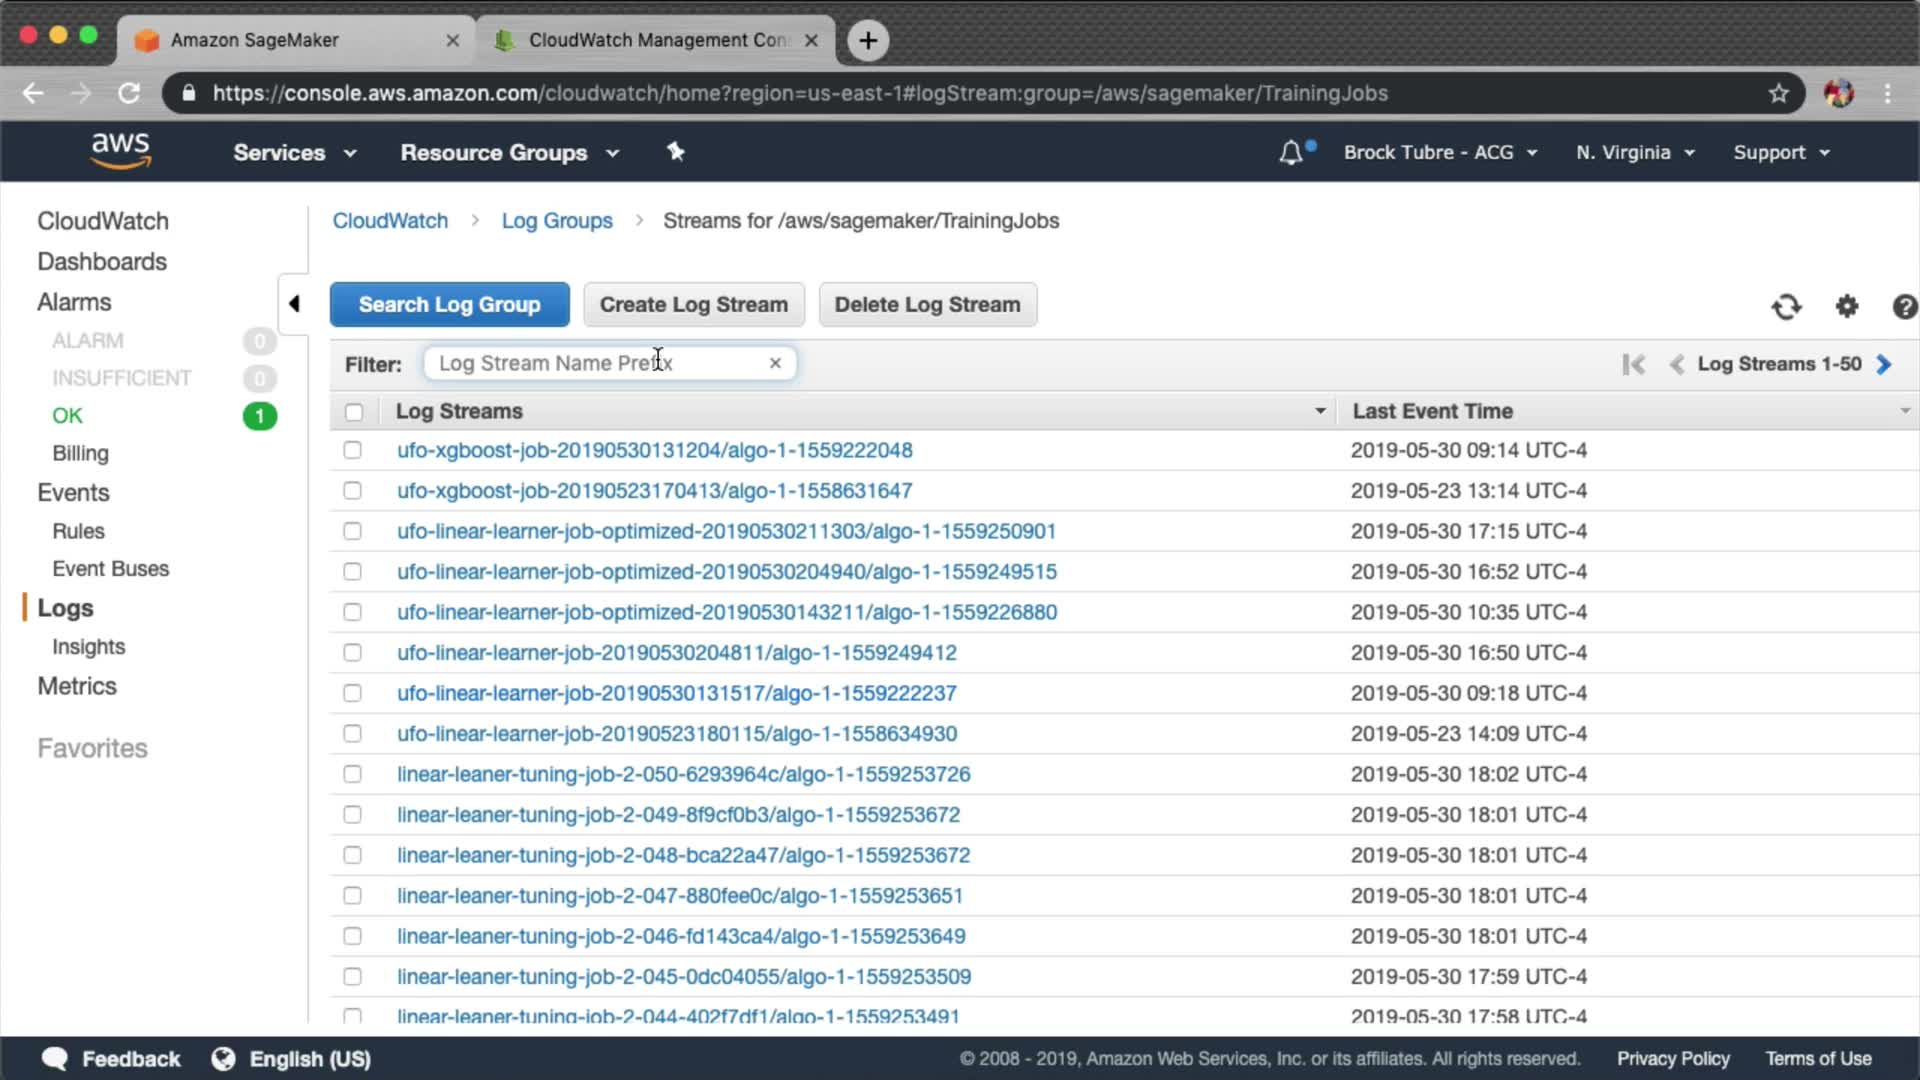 Amazon SageMaker
CloudWatch Management Con
https://console.aws.amazon.com/cloudwatch/home?region=us-east-1#logStream:group=/aws/sagemaker/TrainingJobs
aws Services Resource Groups Brock Tubre - ACG N. Virginia Support
CloudWatch
Dashboards
Alarms
ALARM 0
INSUFFICIENT 0
OK 1
Billing
Events
Rules
Event Buses
Logs
Insights
Metrics
Favorites
CloudWatch > Log Groups > Streams for /aws/sagemaker/TrainingJobs
Search Log Group Create Log Stream Delete Log Stream
Filter: Log Stream Name Prefix Log Streams 1-50
Log Streams Last Event Time
ufo-xgboost-job-20190530131204/algo-1-1559222048 2019-05-30 09:14 UTC-4
ufo-xgboost-job-20190523170413/algo-1-1558631647 2019-05-23 13:14 UTC-4
ufo-linear-learner-job-optimized-20190530211303/algo-1-1559250901 2019-05-30 17:15 UTC-4
ufo-linear-learner-job-optimized-20190530204940/algo-1-1559249515 2019-05-30 16:52 UTC-4
ufo-linear-learner-job-optimized-20190530143211/algo-1-1559226880 2019-05-30 10:35 UTC-4
ufo-linear-learner-job-20190530204811/algo-1-1559249412 2019-05-30 16:50 UTC-4
ufo-linear-learner-job-20190530131517/algo-1-1559222237 2019-05-30 09:18 UTC-4
ufo-linear-learner-job-20190523180115/algo-1-1558634930 2019-05-23 14:09 UTC-4
linear-leaner-tuning-job-2-050-6293964c/algo-1-1559253726 2019-05-30 18:02 UTC-4
linear-leaner-tuning-job-2-049-8f9cf0b3/algo-1-1559253672 2019-05-30 18:01 UTC-4
linear-leaner-tuning-job-2-048-bca22a47/algo-1-1559253672 2019-05-30 18:01 UTC-4
linear-leaner-tuning-job-2-047-880fee0c/algo-1-1559253651 2019-05-30 18:01 UTC-4
linear-leaner-tuning-job-2-046-fd143ca4/algo-1-1559253649 2019-05-30 18:01 UTC-4
linear-leaner-tuning-job-2-045-0dc04055/algo-1-1559253509 2019-05-30 17:59 UTC-4
linear-leaner-tuning-job-2-044-402f7df1/algo-1-1559253491 2019-05-30 17:58 UTC-4
Feedback English (US) © 2008 - 2019, Amazon Web Services, Inc. or its affiliates. All rights reserved. Privacy Policy Terms of Use